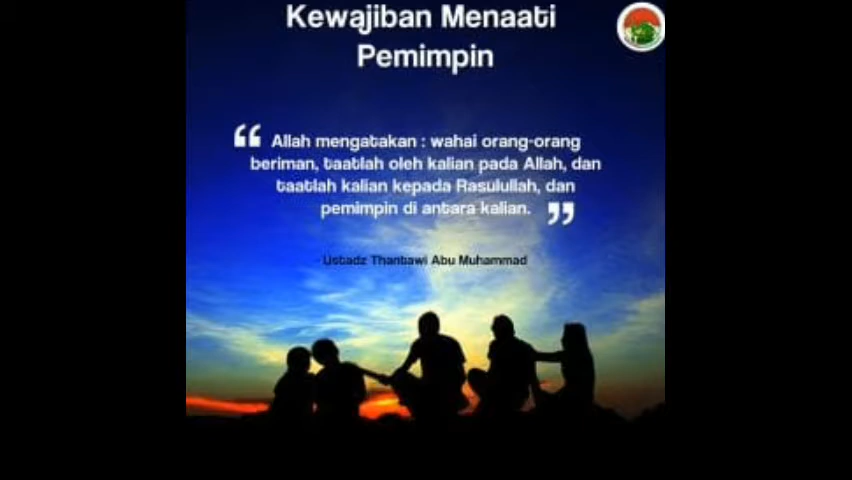 Kewajiban Menaati
Pemimpin
“ Allah mengatakan : wahai orang-orang
beriman, taatlah oleh kalian pada Allah, dan
taatlah kalian kepada Rasulullah, dan
pemimpin di antara kalian. ”
- Ustadz Thantawi Abu Muhammad